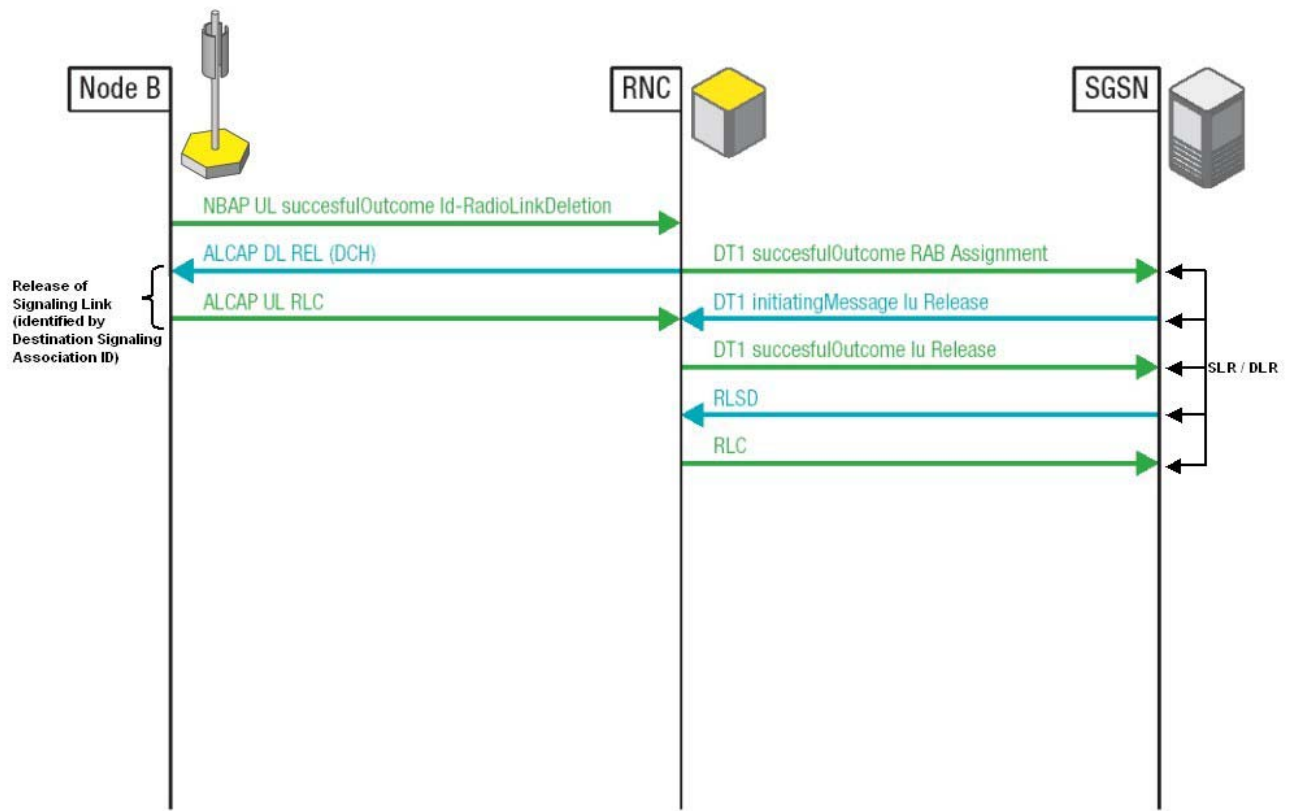 Node B
RNC
SGSN
NBAP UL succesfulOutcome Id-RadioLinkDeletion
ALCAP DL REL (DCH)
DT1 succesfulOutcome RAB Assignment
Release of
Signaling Link
(identified by
Destination Signaling
Association ID)
ALCAP UL RLC
DT1 initiatingMessage Iu Release
DT1 succesfulOutcome Iu Release
SLR / DLR
RLSD
RLC